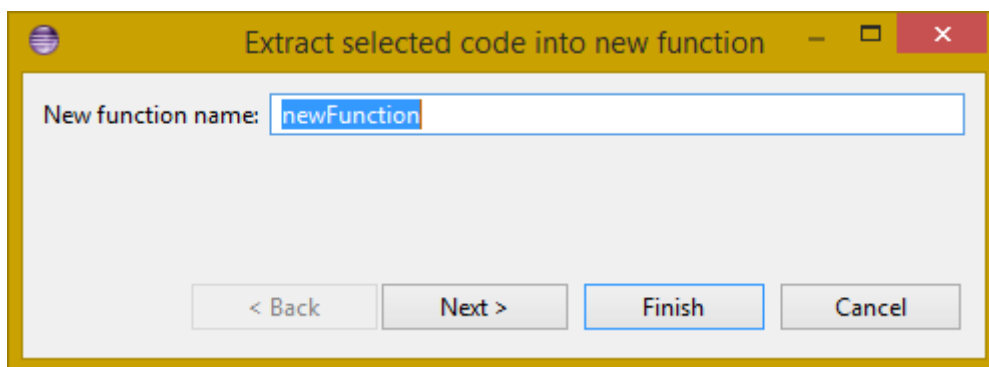 Extract selected code into new function
New function name: newFunction
< Back Next > Finish Cancel